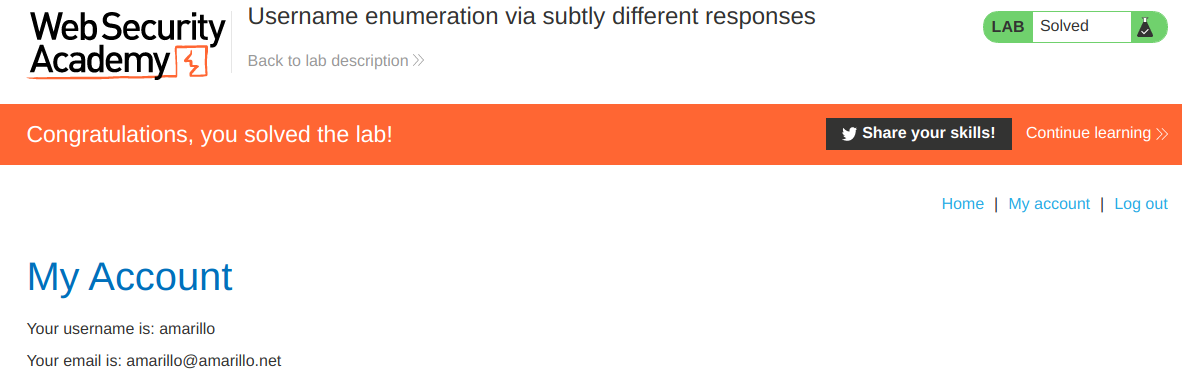 Web Security
Academy
Username enumeration via subtly different responses
Back to lab description
LAB Solved
Congratulations, you solved the lab!
Share your skills! Continue learning
Home | My account | Log out
My Account
Your username is: amarillo
Your email is: amarillo@amarillo.net